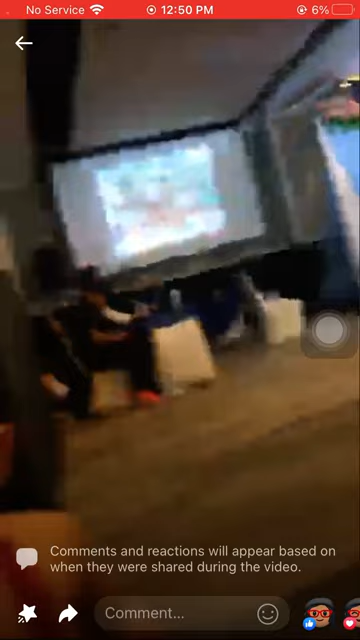 No Service 12:50 PM 6%
Comments and reactions will appear based on
when they were shared during the video.
Comment...